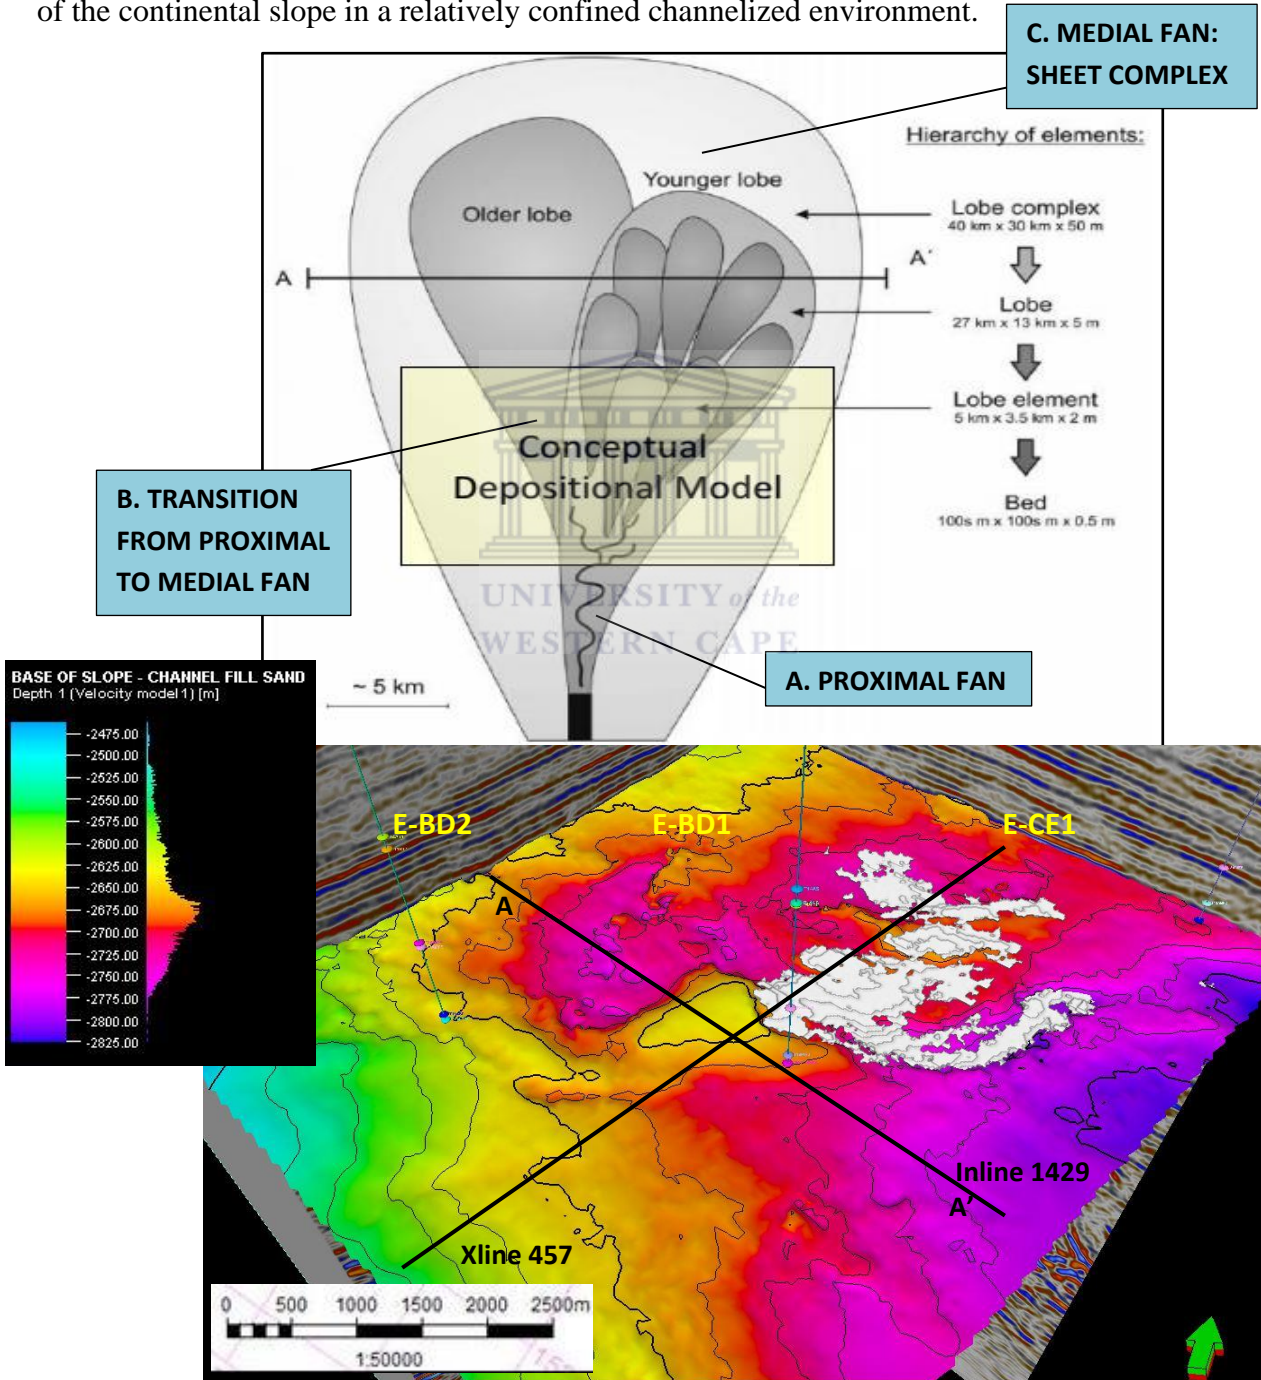 of the continental slope in a relatively confined channelized environment.
C. MEDIAL FAN:
SHEET COMPLEX
Hierarchy of elements:
Younger lobe
Older lobe
Lobe complex
40 km x 30 km x 50 m
A
A´
Lobe
27 km x 13 km x 5 m
Lobe element
5 km x 3.5 km x 2 m
Conceptual
Depositional Model
Bed
100s m x 100s m x 0.5 m
B. TRANSITION
FROM PROXIMAL
TO MEDIAL FAN
UNIVERSITY of the
WESTERN CAPE
A. PROXIMAL FAN
~ 5 km
BASE OF SLOPE - CHANNEL FILL SAND
Depth 1 (Velocity model1) [m]
-2475.00
-2500.00
-2525.00
-2550.00
-2575.00
-2600.00
-2625.00
-2650.00
-2675.00
-2700.00
-2725.00
-2750.00
-2775.00
-2800.00
-2825.00
E-BD2
E-BD1
E-CE1
A
Inline 1429
A’
Xline 457
0 500 1000 1500 2000 2500m
1:50000